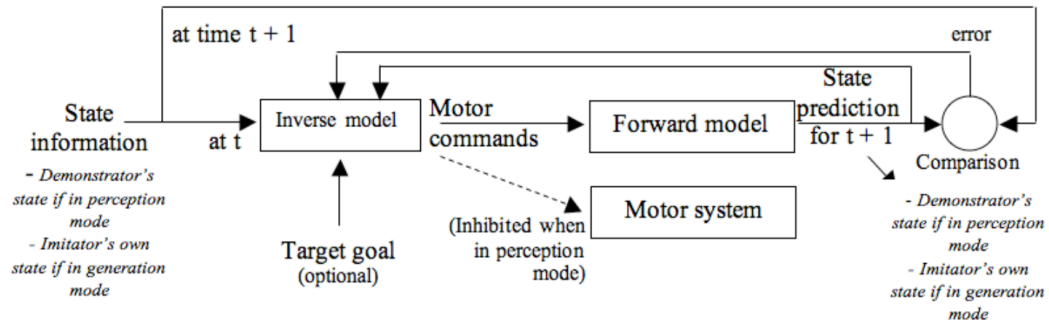 at time t + 1
error
State
information
at t
- Demonstrator's
state if in perception
mode
- Imitator's own
state if in generation
mode
Inverse model
Target goal
(optional)
Motor
commands
(Inhibited when
in perception
mode)
Forward model
Motor system
State
prediction
for t + 1
Comparison
- Demonstrator's
state if in perception
mode
- Imitator's own
state if in generation
mode